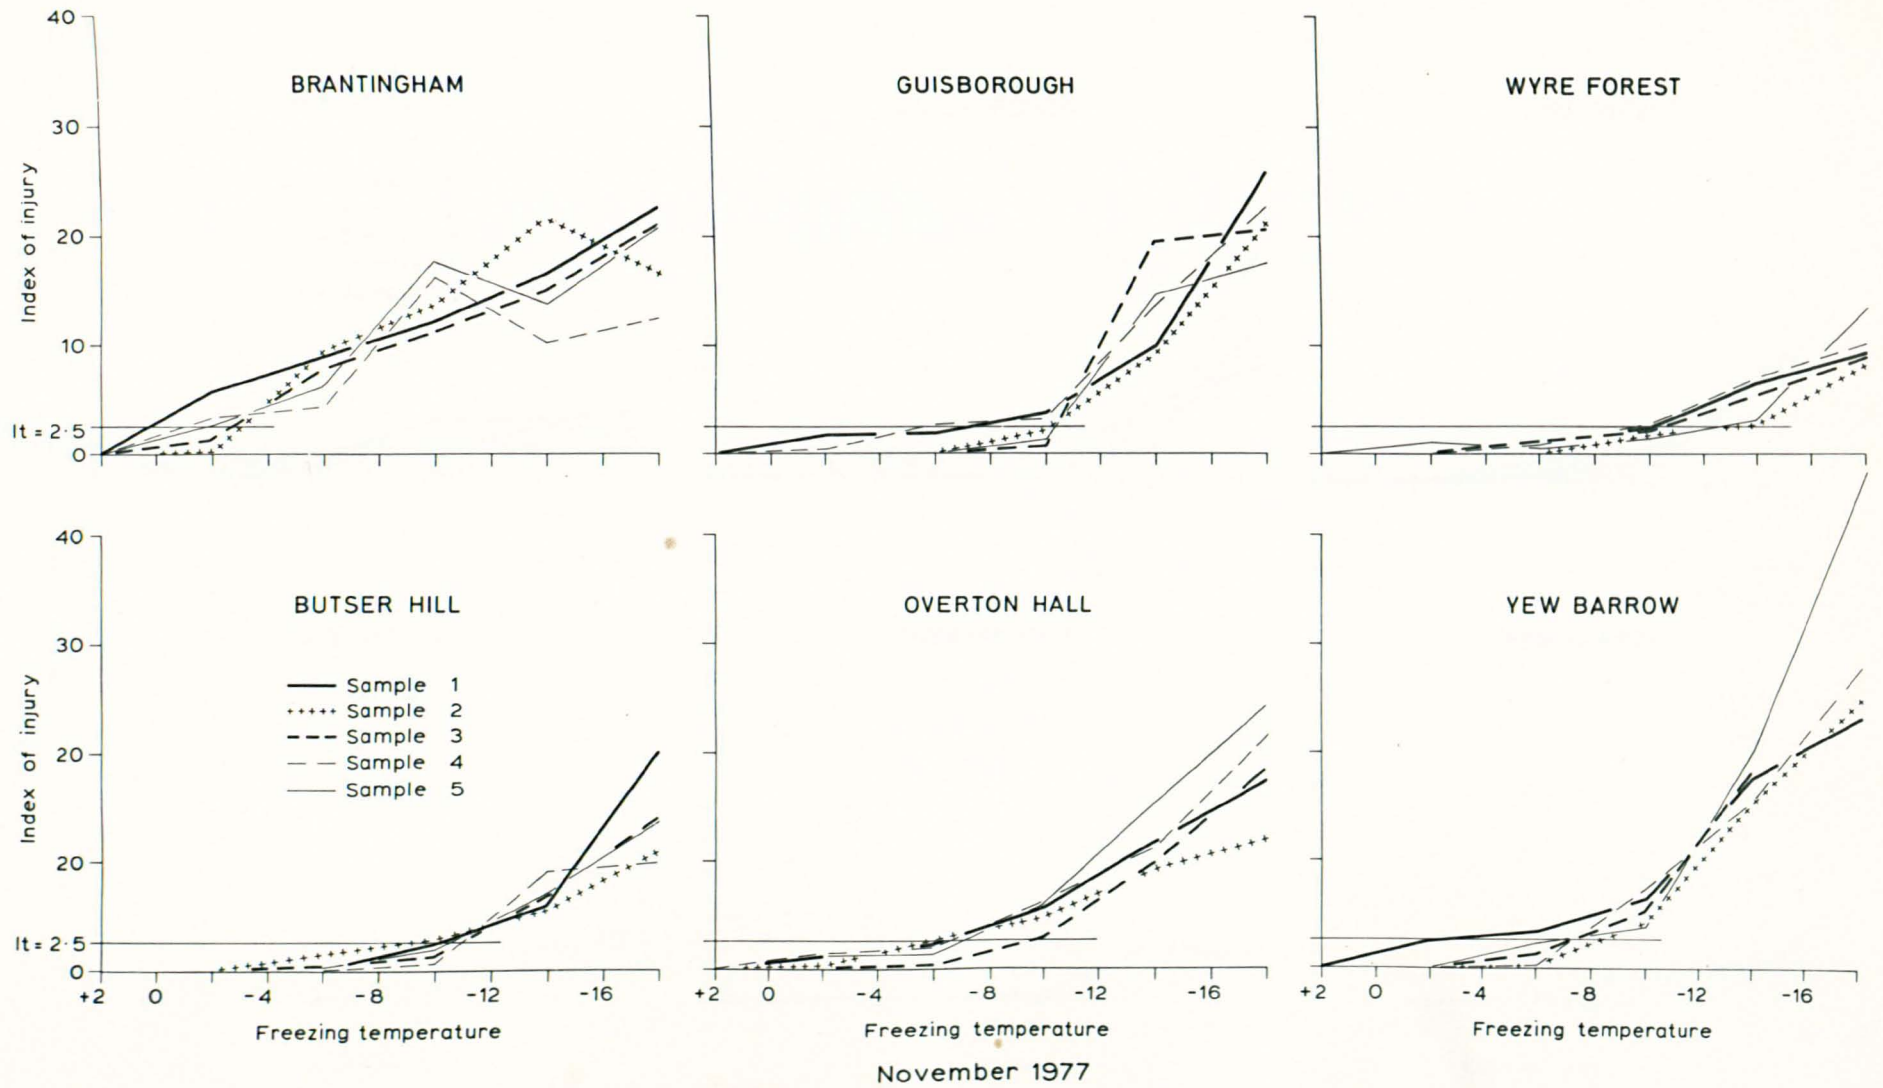 40
BRANTINGHAM
GUISBOROUGH
WYRE FOREST
30
Index of injury
20
10
It = 2·5
0
40
BUTSER HILL
OVERTON HALL
YEW BARROW
30
Index of injury
Sample 1
Sample 2
Sample 3
Sample 4
Sample 5
20
20
It = 2·5
0
+2 0 -4 -8 -12 -16
+2 0 -4 -8 -12 -16
+2 0 -4 -8 -12 -16
Freezing temperature
Freezing temperature
Freezing temperature
November 1977